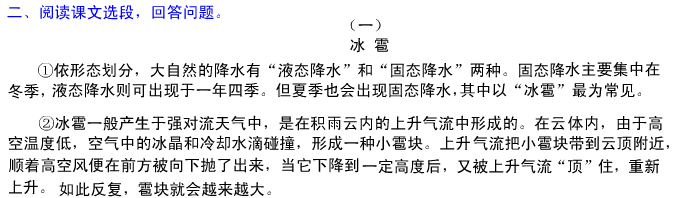 二、阅读课文选段，回答问题。
（一）
冰 雹
①依形态划分，大自然的降水有“液态降水”和“固态降水”两种。固态降水主要集中在
冬季，液态降水则可出现于一年四季。但夏季也会出现固态降水，其中以“冰雹”最为常见。
②冰雹一般产生于强对流天气中，是在积雨云内的上升气流中形成的。在云体内，由于高
空温度低，空气中的冰晶和冷却水滴碰撞，形成一种小雹块。上升气流把小雹块带到云顶附近，
顺着高空风便在前方被向下抛了出来，当它下降到一定高度后，又被上升气流“顶”住，重新
上升。如此反复，雹块就会越来越大。